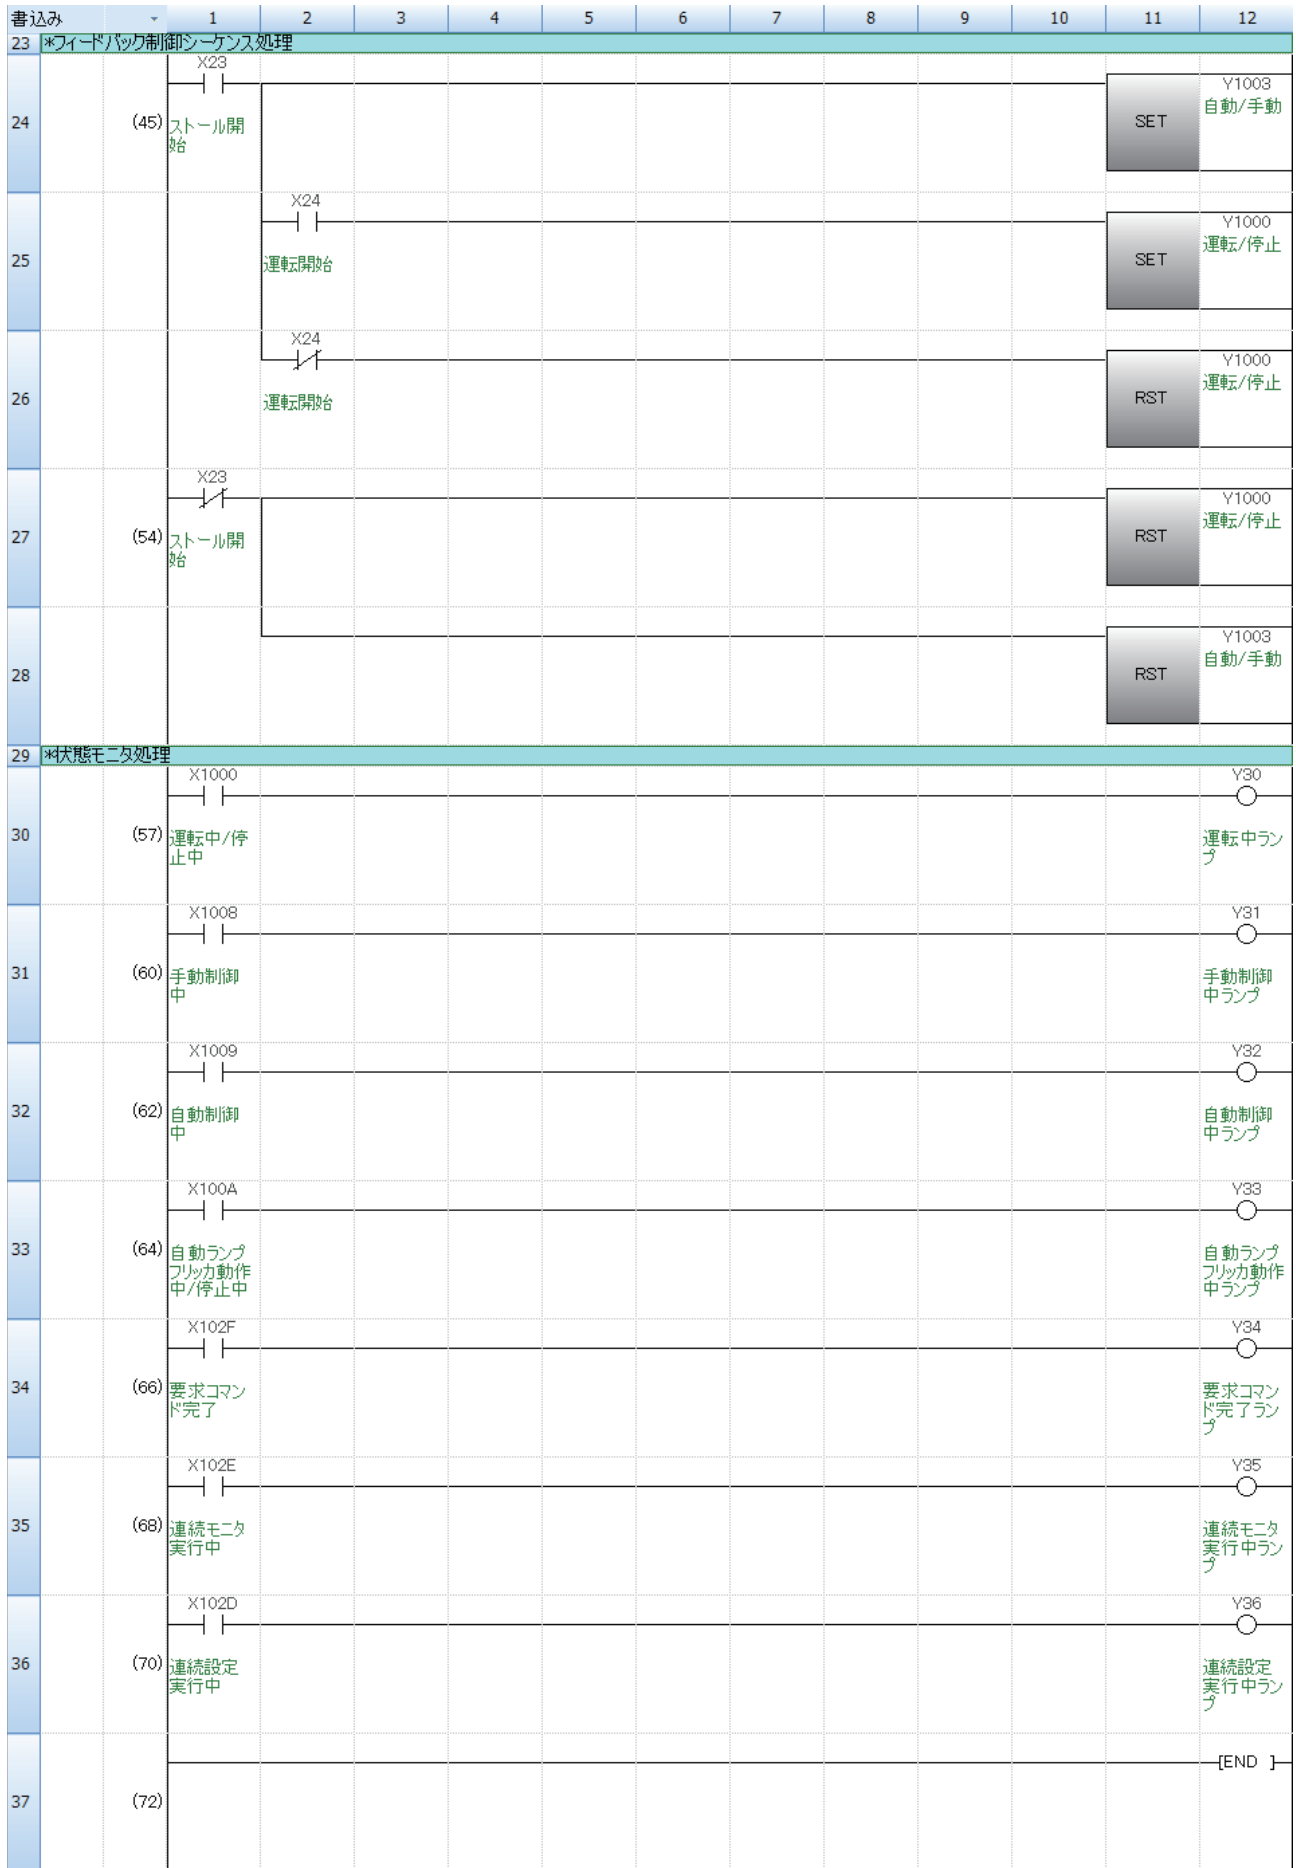 書込み 1 2 3 4 5 6 7 8 9 10 11 12
23 *フィードバック制御シーケンス処理
X23
Y1003
24 (45) ストール開
始
SET
自動/手動
X24
Y1000
25
運転開始
SET
運転/停止
X24
Y1000
26
運転開始
RST
運転/停止
X23
Y1000
27 (54) ストール開
始
RST
運転/停止
Y1003
28
RST
自動/手動
29 *状態モニタ処理
X1000 Y30
30 (57) 運転中/停
止中
運転中ラン
プ
X1008 Y31
31 (60) 手動制御
中
手動制御
中ランプ
X1009 Y32
32 (62) 自動制御
中
自動制御
中ランプ
X100A Y33
33 (64) 自動ランプ
フリッカ動作
中/停止中
自動ランプ
フリッカ動作
中ランプ
X102F Y34
34 (66) 要求コマン
ド完了
要求コマン
ド完了ラン
プ
X102E Y35
35 (68) 連続モニタ
実行中
連続モニタ
実行中ラン
プ
X102D Y36
36 (70) 連続設定
実行中
連続設定
実行中ラン
プ
[END ]
37 (72)